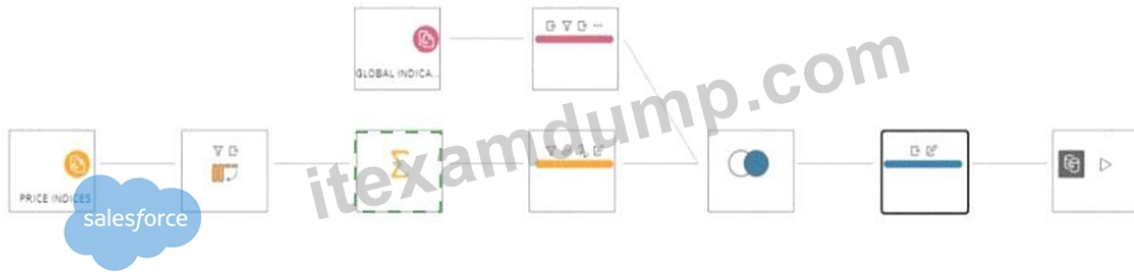 GLOBAL INDICA...
PRICE INDICES
salesforce
itexamdump.com